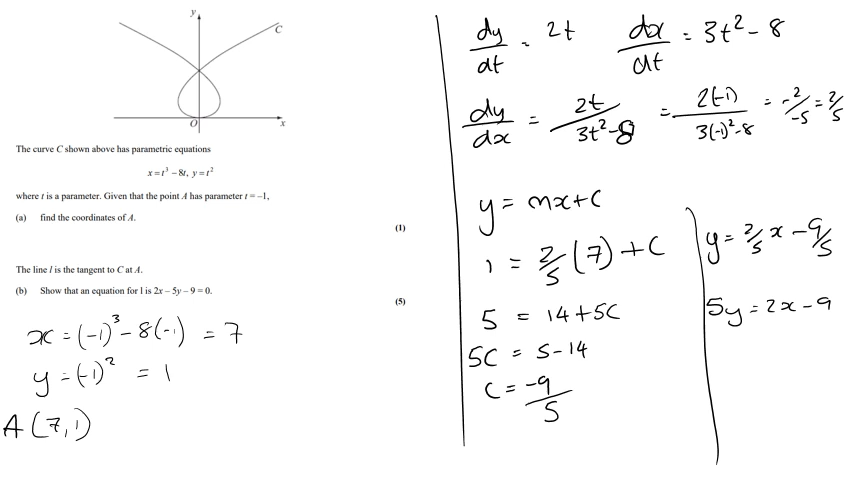 y
C
O
x
The curve C shown above has parametric equations
x = t³ − 8t, y = t²
where t is a parameter. Given that the point A has parameter t = −1,
(a) find the coordinates of A.
(1)
The line l is the tangent to C at A.
(b) Show that an equation for l is 2x − 5y − 9 = 0.
(5)
x = (-1)³ - 8(-1) = 7
y = (-1)² = 1
A (7,1)
dy/dt = 2t dx/dt = 3t² - 8
dy/dx = 2t/3t²-8 = 2(-1)/3(-1)²-8 = -2/-5 = 2/5
y = mx+c
1 = 2/5 (7) + c
5 = 14+5c
5c = 5-14
c = -9/5
y = 2/5 x - 9/5
5y = 2x - 9